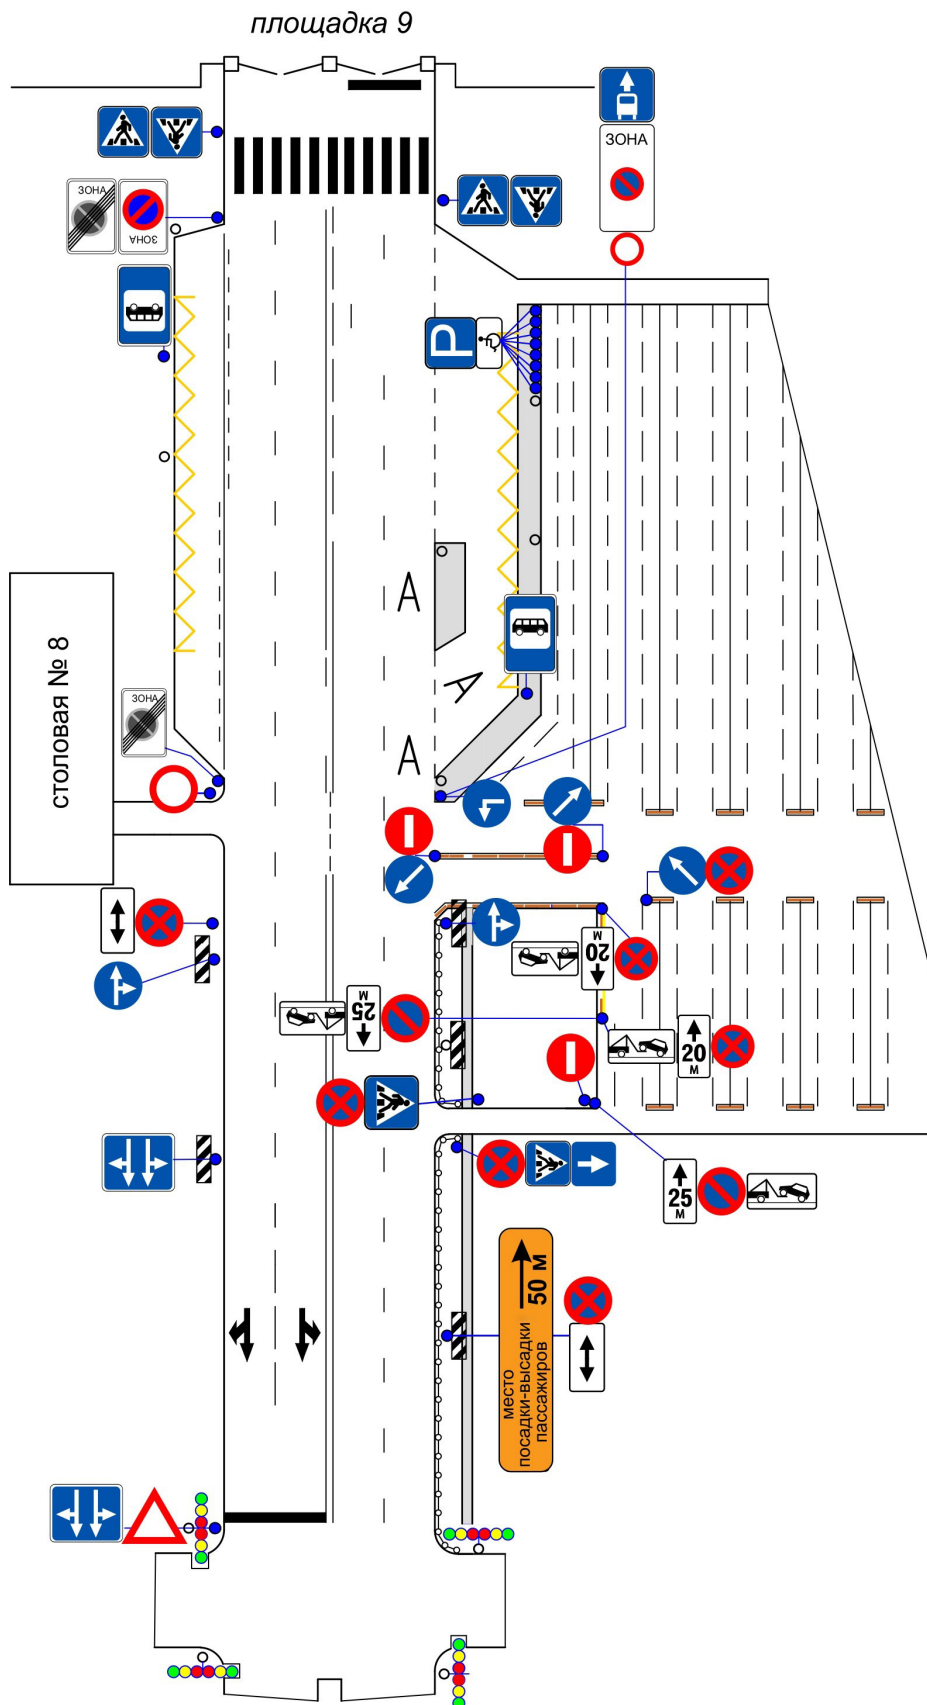 площадка 9
ЗОНА
ЗОНА
ЗОНА
P
A
столовая № 8
A
ЗОНА
A
20
М
25
М
20
М
25
М
50 м
место
посадки-высадки
пассажиров